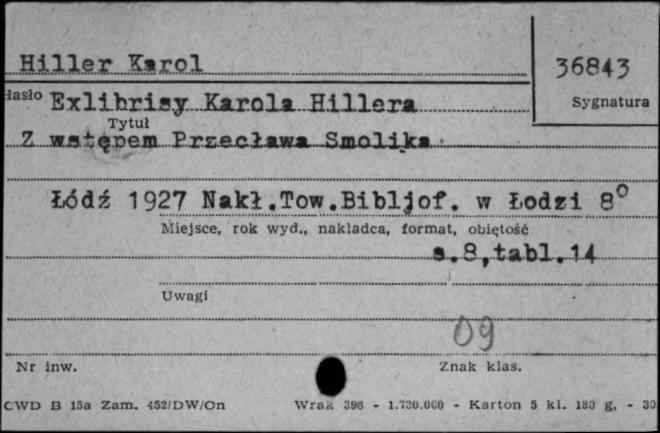 Hiller Karol
36843
Hasło Exlibrisy Karola Hillera
Sygnatura
Tytuł
Z wstępem Przecława Smolika.
Łódź 1927 Nakł.Tow.Bibljof. w Łodzi 8°
Miejsce, rok wyd., nakładca, format, obiętość
s.8,tabl.14
Uwagi
09
Nr inw.
Znak klas.
CWD B 15a Zam. 452/DW/On
Wrak 396 - 1.730.000 - Karton 5 kl. 180 g. - 30